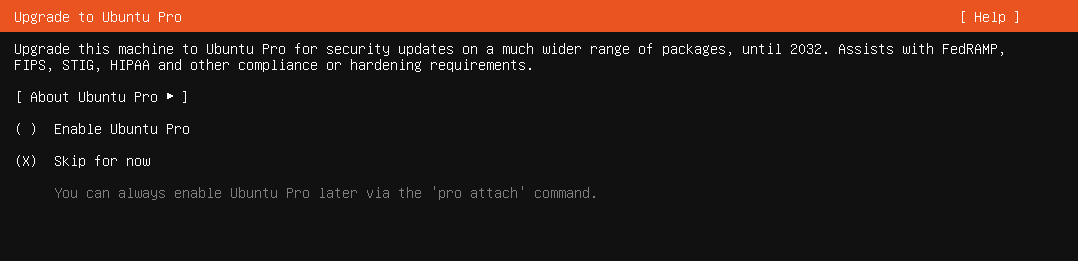 Upgrade to Ubuntu Pro [ Help ]
Upgrade this machine to Ubuntu Pro for security updates on a much wider range of packages, until 2032. Assists with FedRAMP,
FIPS, STIG, HIPAA and other compliance or hardening requirements.
[ About Ubuntu Pro ▸ ]
( ) Enable Ubuntu Pro
(X) Skip for now
You can always enable Ubuntu Pro later via the 'pro attach' command.